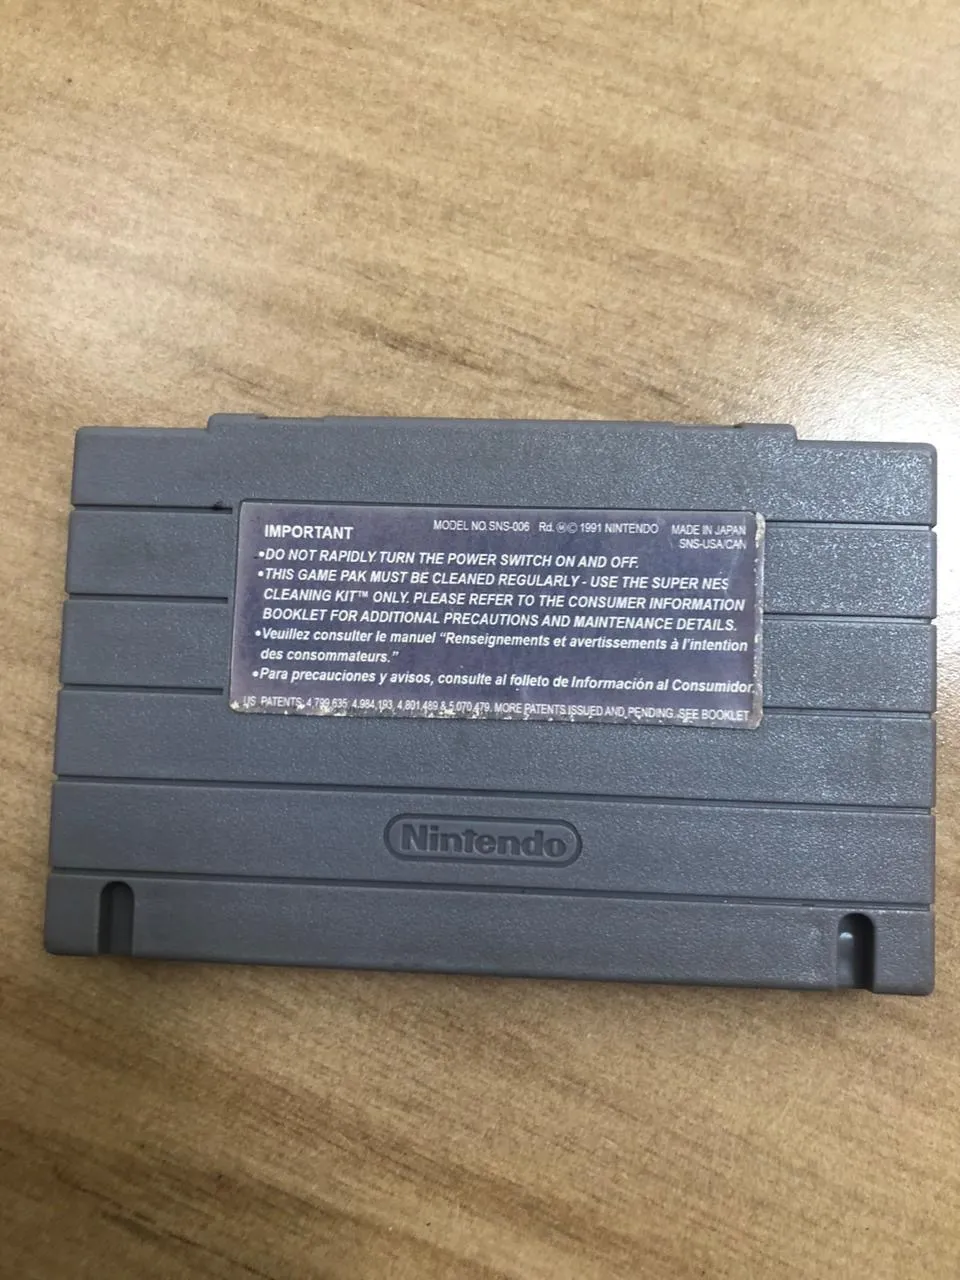 IMPORTANT MODEL NO. SNS-006 Rd. Ⓜ© 1991 NINTENDO MADE IN JAPAN
SNS-USA/CAN
•DO NOT RAPIDLY TURN THE POWER SWITCH ON AND OFF.
•THIS GAME PAK MUST BE CLEANED REGULARLY - USE THE SUPER NES
CLEANING KIT™ ONLY. PLEASE REFER TO THE CONSUMER INFORMATION
BOOKLET FOR ADDITIONAL PRECAUTIONS AND MAINTENANCE DETAILS.
•Veuillez consulter le manuel “Renseignements et avertissements à l'intention
des consommateurs.”
•Para precauciones y avisos, consulte al folleto de Información al Consumidor.
US PATENTS: 4,799,635 4,984,193 4,801,489 & 5,070,479. MORE PATENTS ISSUED AND PENDING. SEE BOOKLET
Nintendo